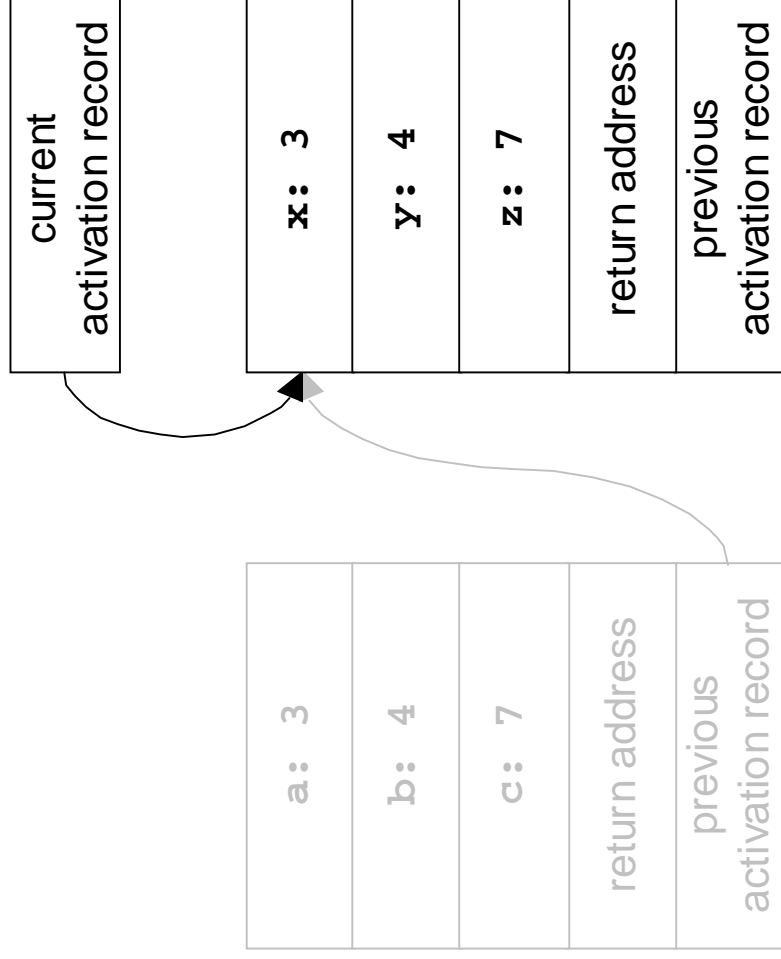 current
activation record
x: 3
y: 4
z: 7
return address
previous
activation record
a: 3
b: 4
c: 7
return address
previous
activation record